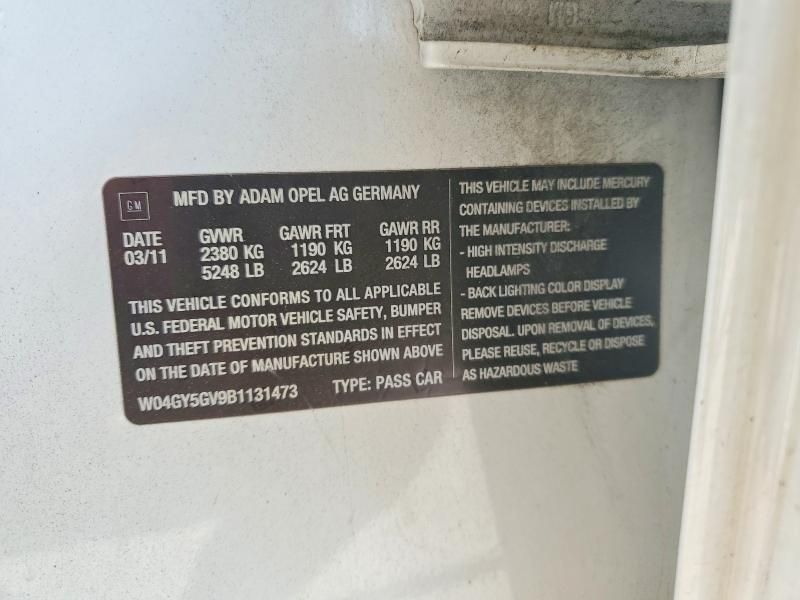 GM
MFD BY ADAM OPEL AG GERMANY
DATE GVWR GAWR FRT GAWR RR
03/11 2380 KG 1190 KG 1190 KG
5248 LB 2624 LB 2624 LB
THIS VEHICLE CONFORMS TO ALL APPLICABLE
U.S. FEDERAL MOTOR VEHICLE SAFETY, BUMPER
AND THEFT PREVENTION STANDARDS IN EFFECT
ON THE DATE OF MANUFACTURE SHOWN ABOVE
W04GY5GV9B1131473 TYPE: PASS CAR
THIS VEHICLE MAY INCLUDE MERCURY
CONTAINING DEVICES INSTALLED BY
THE MANUFACTURER:
- HIGH INTENSITY DISCHARGE
HEADLAMPS
- BACK LIGHTING COLOR DISPLAY
REMOVE DEVICES BEFORE VEHICLE
DISPOSAL. UPON REMOVAL OF DEVICES,
PLEASE REUSE, RECYCLE OR DISPOSE
AS HAZARDOUS WASTE